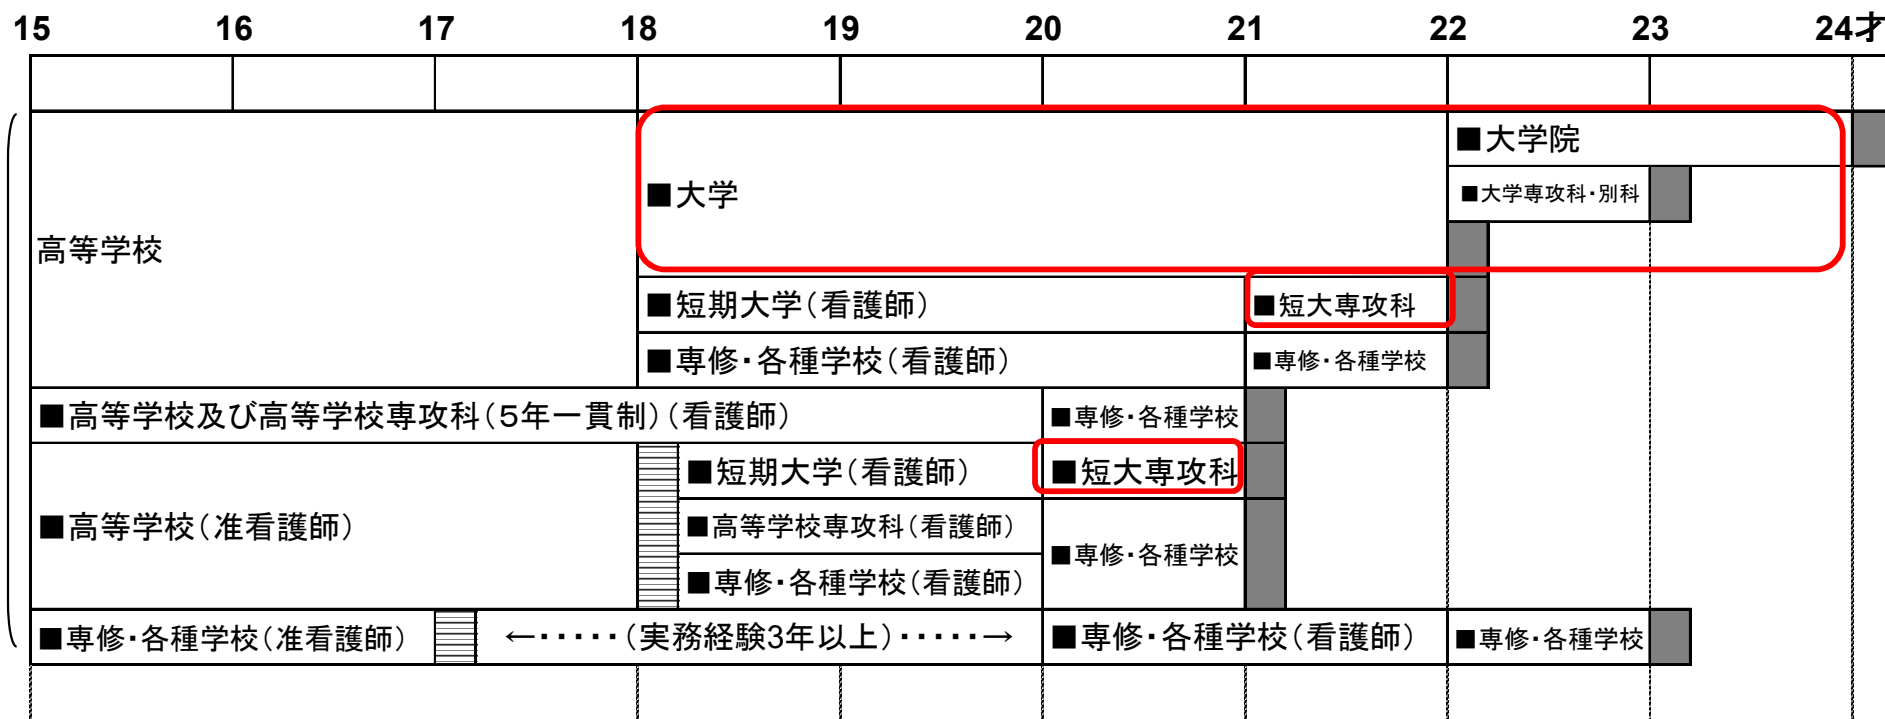 15 16 17 18 19 20 21 22 23 24才
■大学院
■大学専攻科・別科
■大学
高等学校
■短期大学（看護師） ■短大専攻科
■専修・各種学校（看護師） ■専修・各種学校
■高等学校及び高等学校専攻科（５年一貫制）（看護師） ■専修・各種学校
■短期大学（看護師） ■短大専攻科
■高等学校（准看護師） ■高等学校専攻科（看護師）
■専修・各種学校
■専修・各種学校（看護師）
■専修・各種学校（准看護師） ←・・・・・（実務経験3年以上）・・・・・→ ■専修・各種学校（看護師） ■専修・各種学校